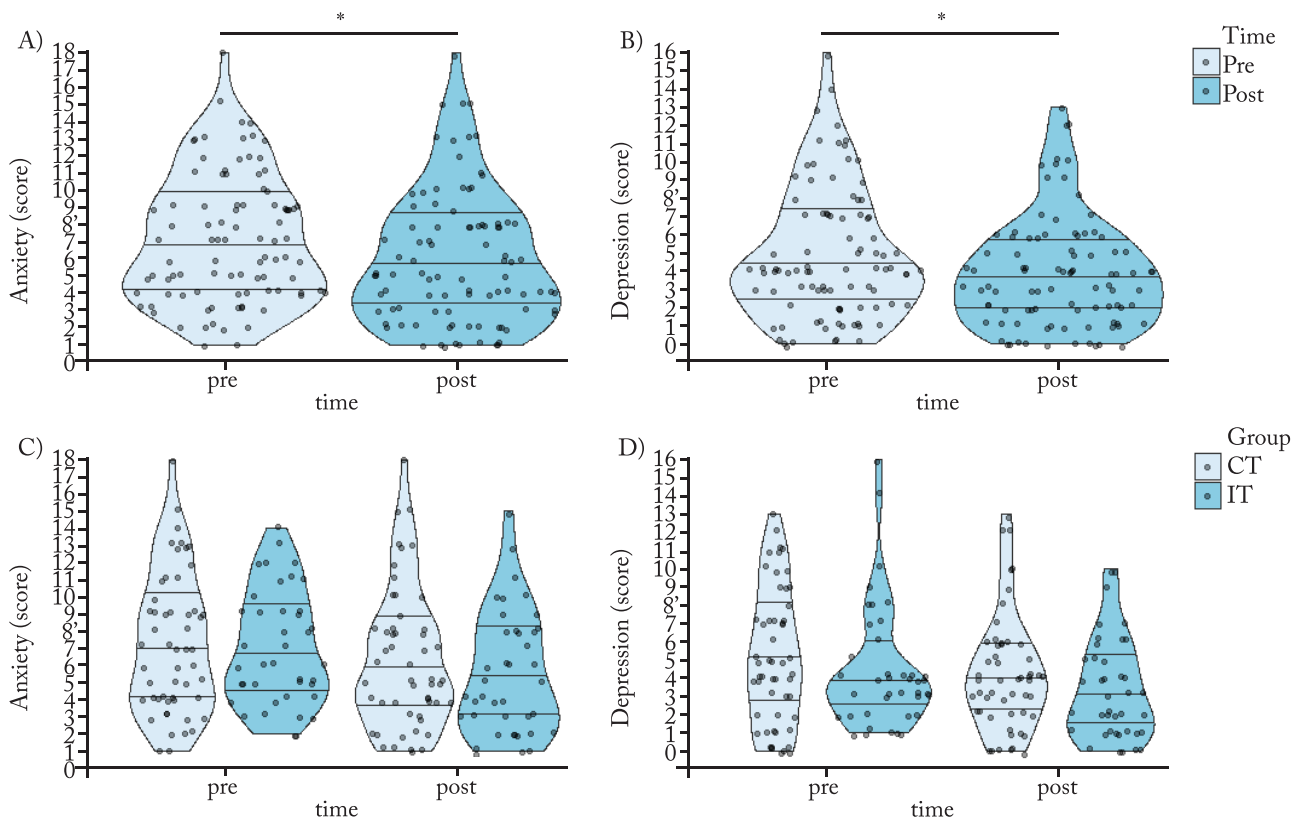 A)
*
Anxiety (score)
18
17
16
15
14
13
12
11
10
9
8’
7
6
5
4
3
2
1
0
pre
post
time
B)
*
Depression (score)
16
15
14
13
12
11
10
9
8’
7
6
5
4
3
2
1
0
pre
post
time
Time
Pre
Post
C)
Anxiety (score)
18
17
16
15
14
13
12
11
10
9
8’
7
6
5
4
3
2
1
0
pre
post
time
D)
Depression (score)
16
15
14
13
12
11
10
9
8’
7
6
5
4
3
2
1
0
pre
post
time
Group
CT
IT